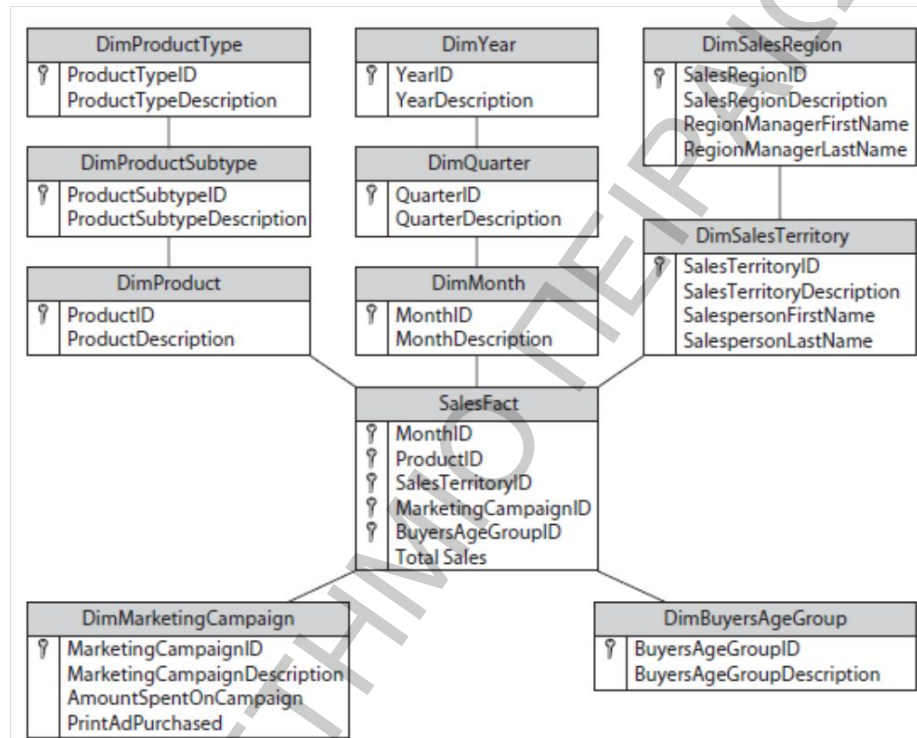 DimProductType
ProductTypeID
ProductTypeDescription
DimYear
YearID
YearDescription
DimSalesRegion
SalesRegionID
SalesRegionDescription
RegionManagerFirstName
RegionManagerLastName
DimProductSubtype
ProductSubtypeID
ProductSubtypeDescription
DimQuarter
QuarterID
QuarterDescription
DimSalesTerritory
SalesTerritoryID
SalesTerritoryDescription
SalespersonFirstName
SalespersonLastName
DimProduct
ProductID
ProductDescription
DimMonth
MonthID
MonthDescription
SalesFact
MonthID
ProductID
SalesTerritoryID
MarketingCampaignID
BuyersAgeGroupID
Total Sales
DimMarketingCampaign
MarketingCampaignID
MarketingCampaignDescription
AmountSpentOnCampaign
PrintAdPurchased
DimBuyersAgeGroup
BuyersAgeGroupID
BuyersAgeGroupDescription